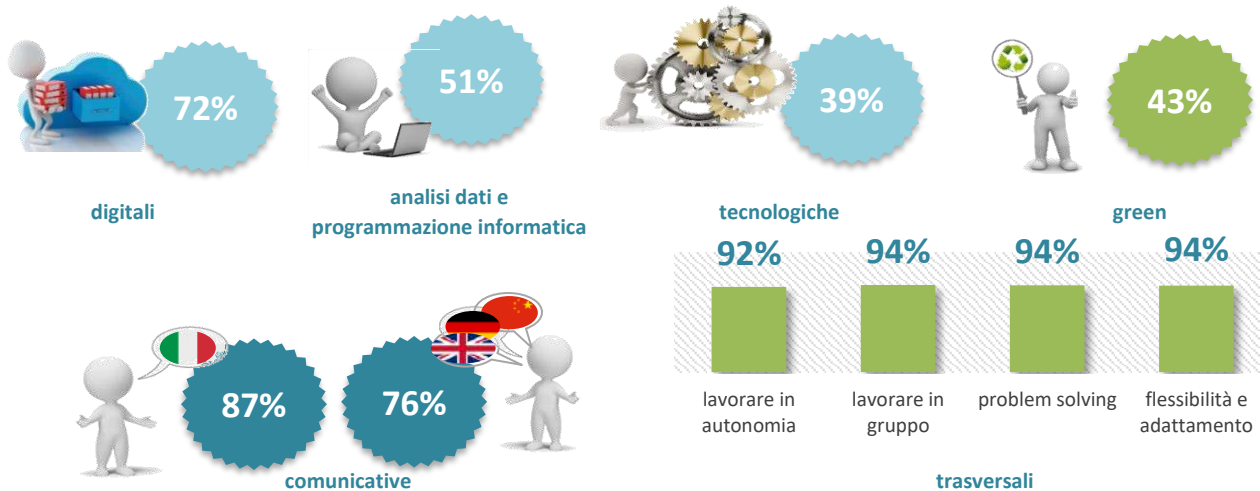 72%
51%
39%
43%
digitali
analisi dati e
programmazione informatica
tecnologiche
green
92%
94%
94%
94%
lavorare in
autonomia
lavorare in
gruppo
problem solving
flessibilità e
adattamento
87%
76%
comunicative
trasversali